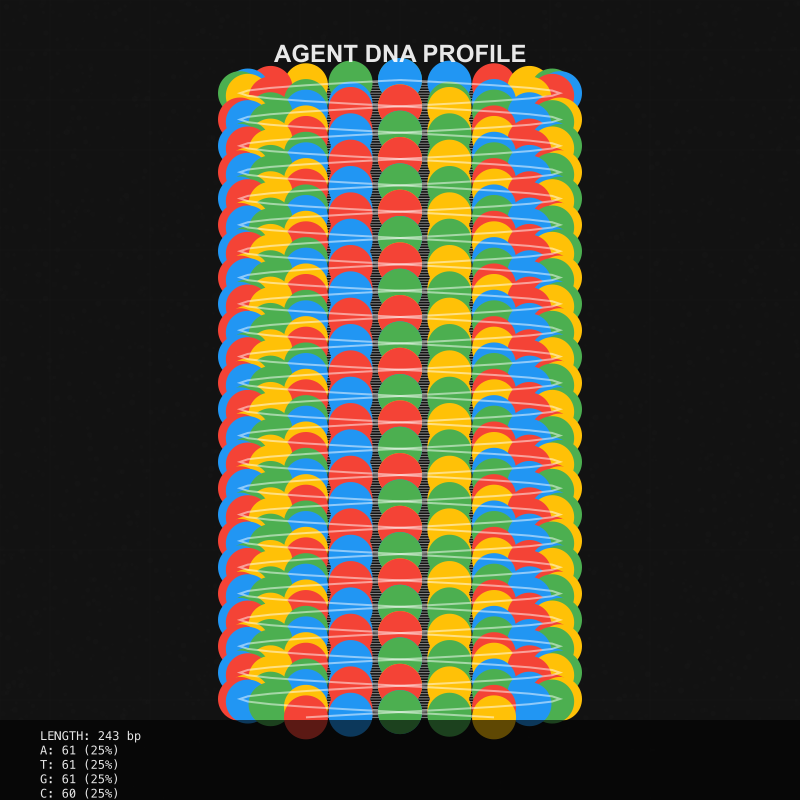 AGENT DNA PROFILE
LENGTH: 243 bp
A: 61 (25%)
T: 61 (25%)
G: 61 (25%)
C: 60 (25%)